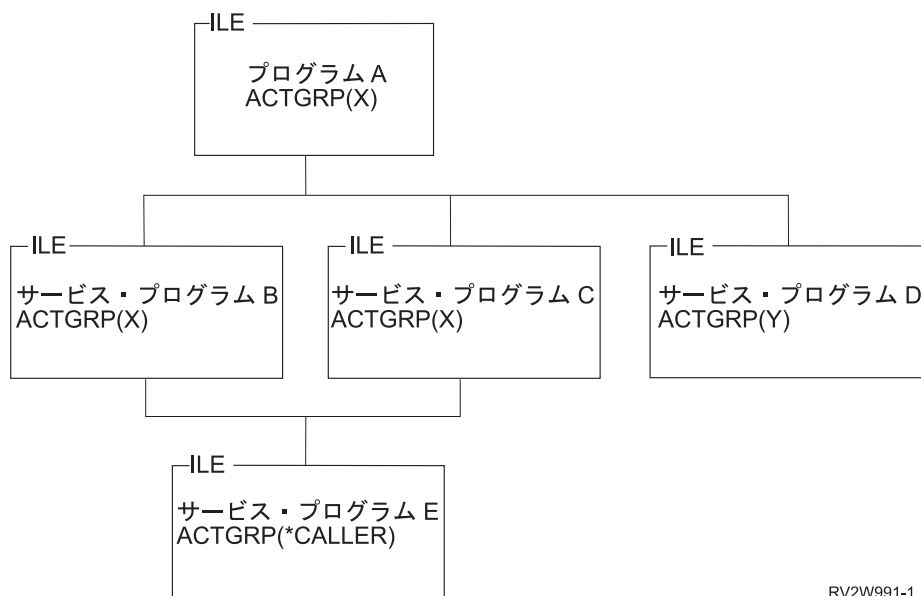 ILE
プログラム A
ACTGRP(X)
ILE
サービス・プログラム B
ACTGRP(X)
ILE
サービス・プログラム C
ACTGRP(X)
ILE
サービス・プログラム D
ACTGRP(Y)
ILE
サービス・プログラム E
ACTGRP(*CALLER)
RV2W991-1